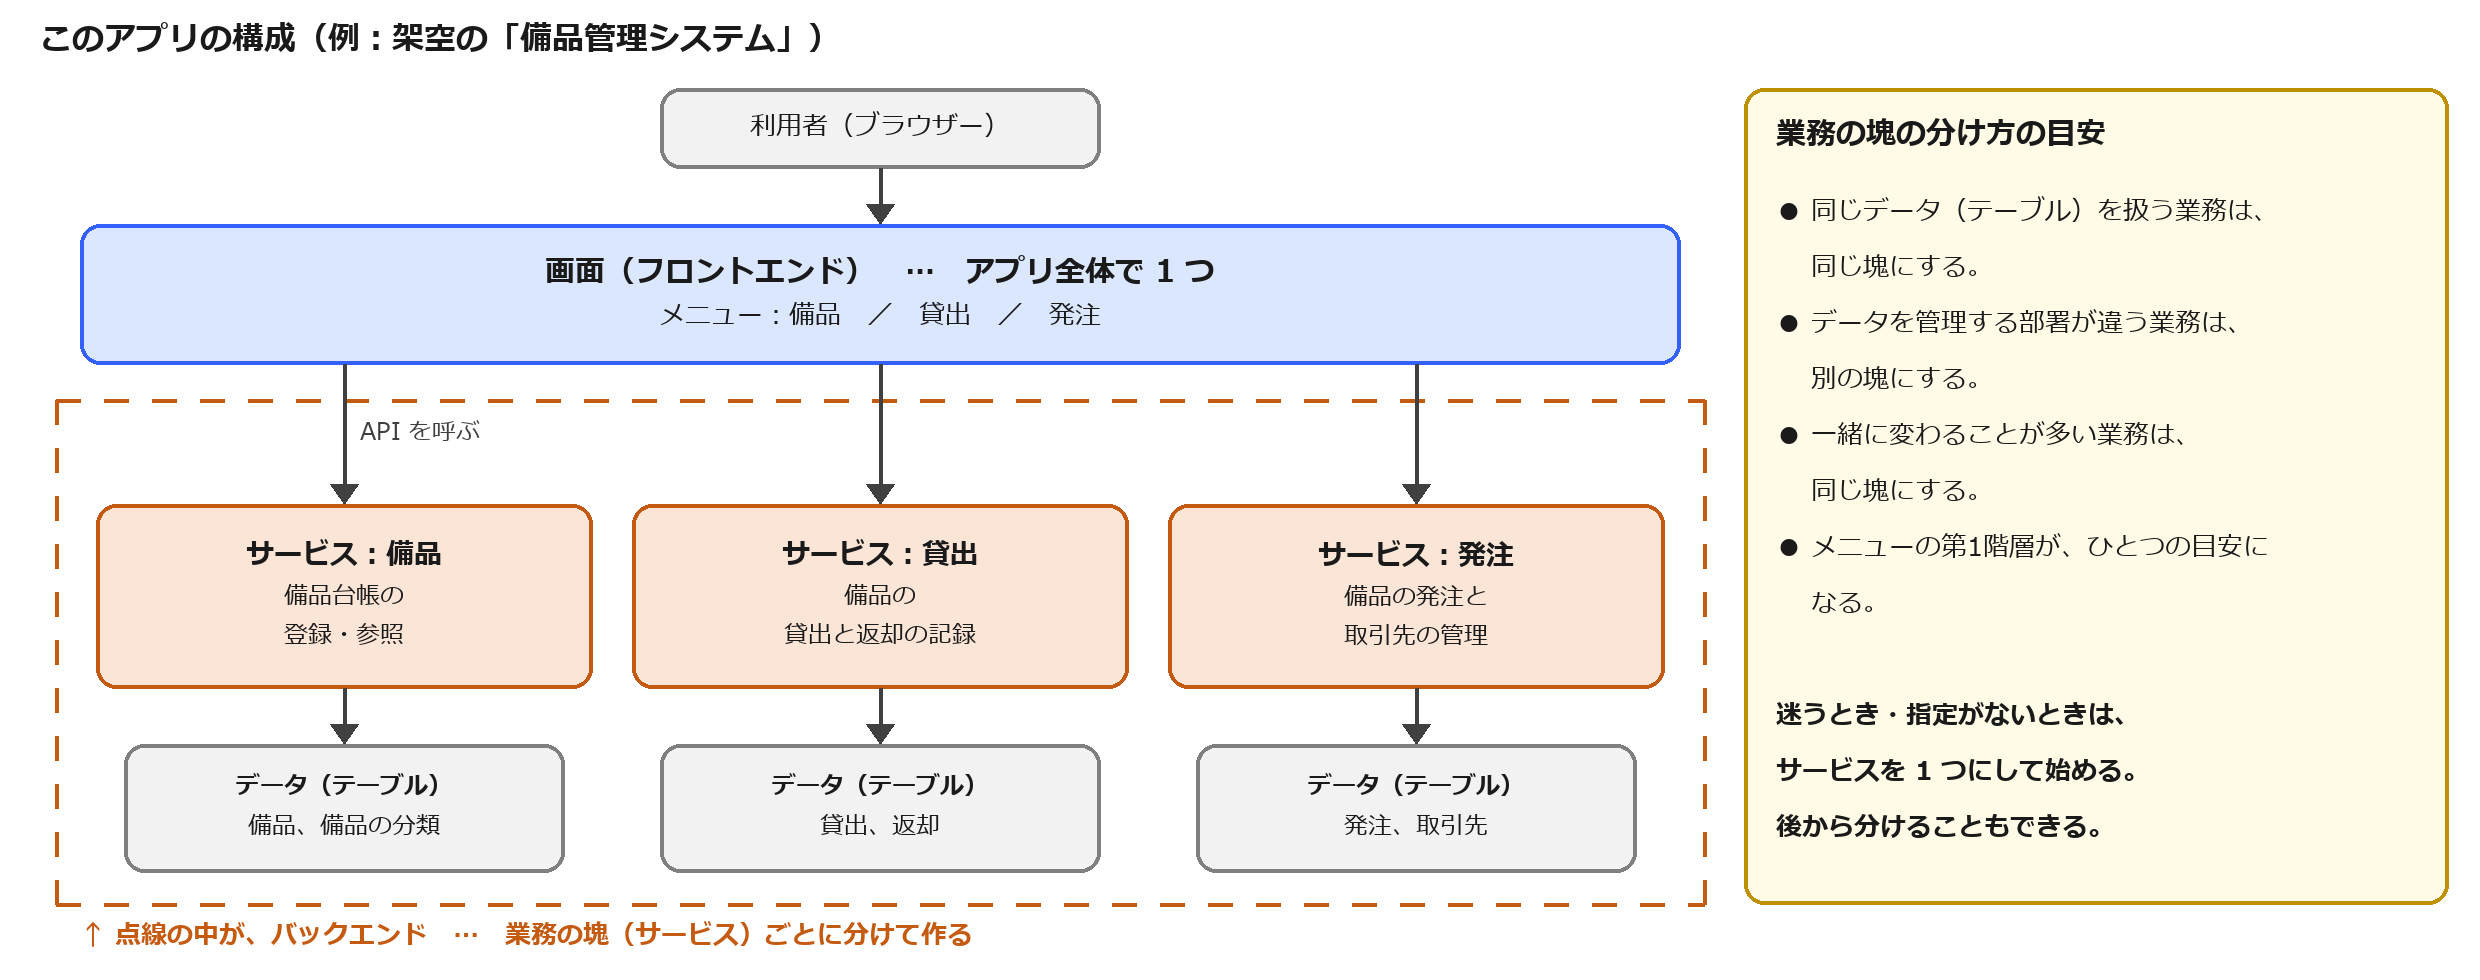 このアプリの構成（例：架空の「備品管理システム」）
利用者（ブラウザー）
画面（フロントエンド）　…　アプリ全体で 1 つ
メニュー：備品　／　貸出　／　発注
API を呼ぶ
サービス：備品
備品台帳の
登録・参照
サービス：貸出
備品の
貸出と返却の記録
サービス：発注
備品の発注と
取引先の管理
データ（テーブル）
備品、備品の分類
データ（テーブル）
貸出、返却
データ（テーブル）
発注、取引先
↑ 点線の中が、バックエンド　…　業務の塊（サービス）ごとに分けて作る
業務の塊の分け方の目安
● 同じデータ（テーブル）を扱う業務は、
同じ塊にする。
● データを管理する部署が違う業務は、
別の塊にする。
● 一緒に変わることが多い業務は、
同じ塊にする。
● メニューの第1階層が、ひとつの目安に
なる。
迷うとき・指定がないときは、
サービスを 1 つにして始める。
後から分けることもできる。